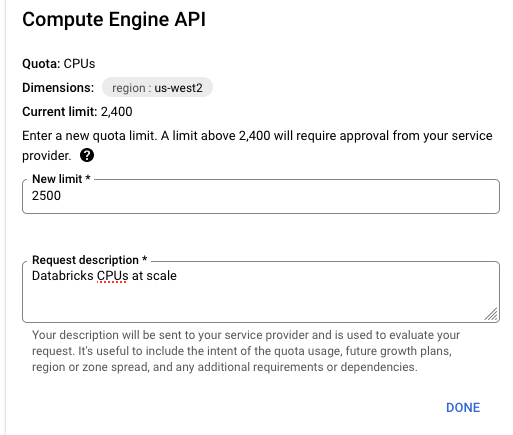 Compute Engine API
Quota: CPUs
Dimensions: region : us-west2
Current limit: 2,400
Enter a new quota limit. A limit above 2,400 will require approval from your service
provider. ?
New limit *
2500
Request description *
Databricks CPUs at scale
Your description will be sent to your service provider and is used to evaluate your
request. It's useful to include the intent of the quota usage, future growth plans,
region or zone spread, and any additional requirements or dependencies.
DONE